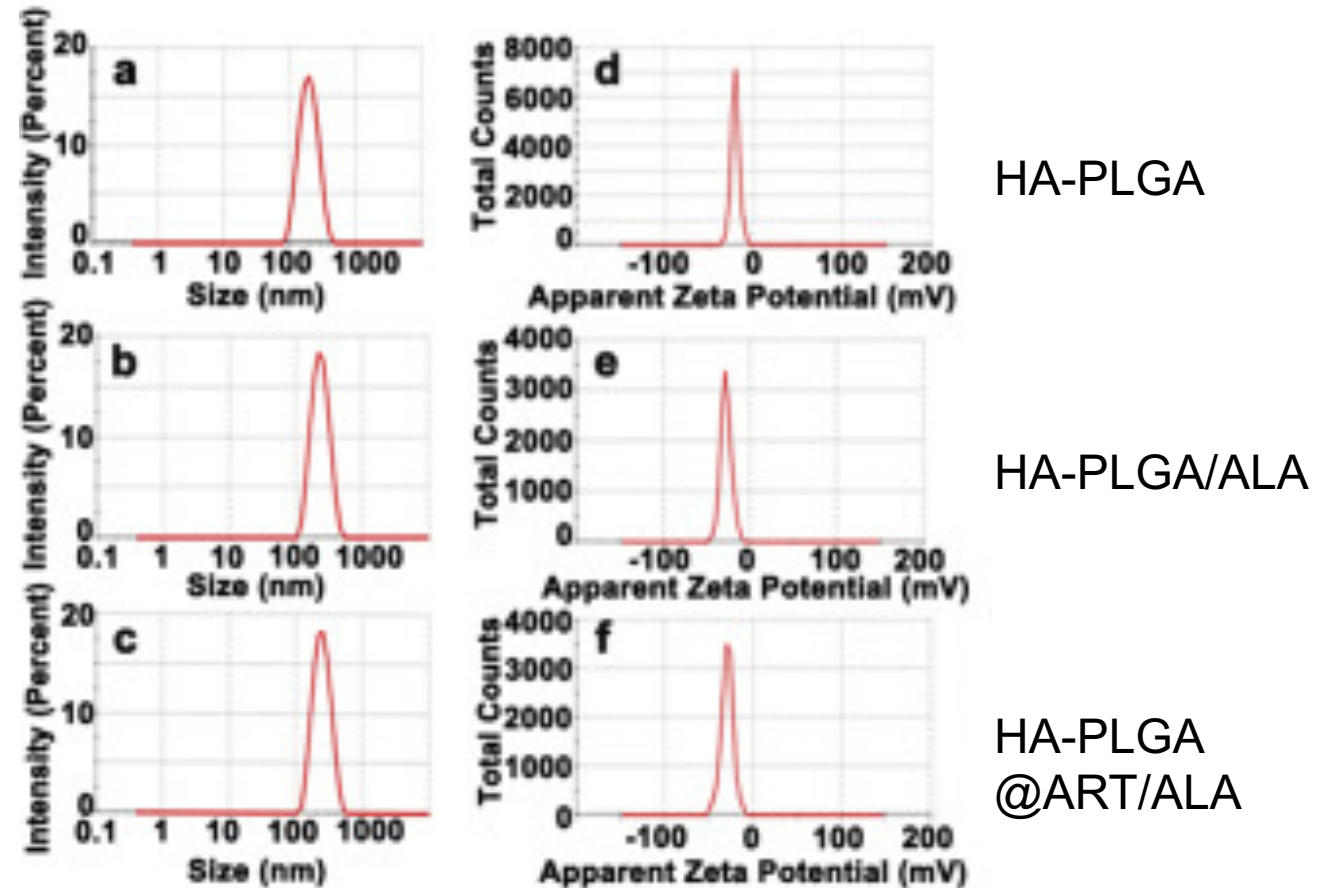 Intensity (Percent)
20
10
0
a
0.1 1 10 100 1000
Size (nm)
Total Counts
8000
6000
4000
2000
0
d
-100 0 100 200
Apparent Zeta Potential (mV)
HA-PLGA
Intensity (Percent)
20
10
0
b
0.1 1 10 100 1000
Size (nm)
Total Counts
4000
3000
2000
1000
0
e
-100 0 100 200
Apparent Zeta Potential (mV)
HA-PLGA/ALA
Intensity (Percent)
20
10
0
c
0.1 1 10 100 1000
Size (nm)
Total Counts
4000
3000
2000
1000
0
f
-100 0 100 200
Apparent Zeta Potential (mV)
HA-PLGA
@ART/ALA